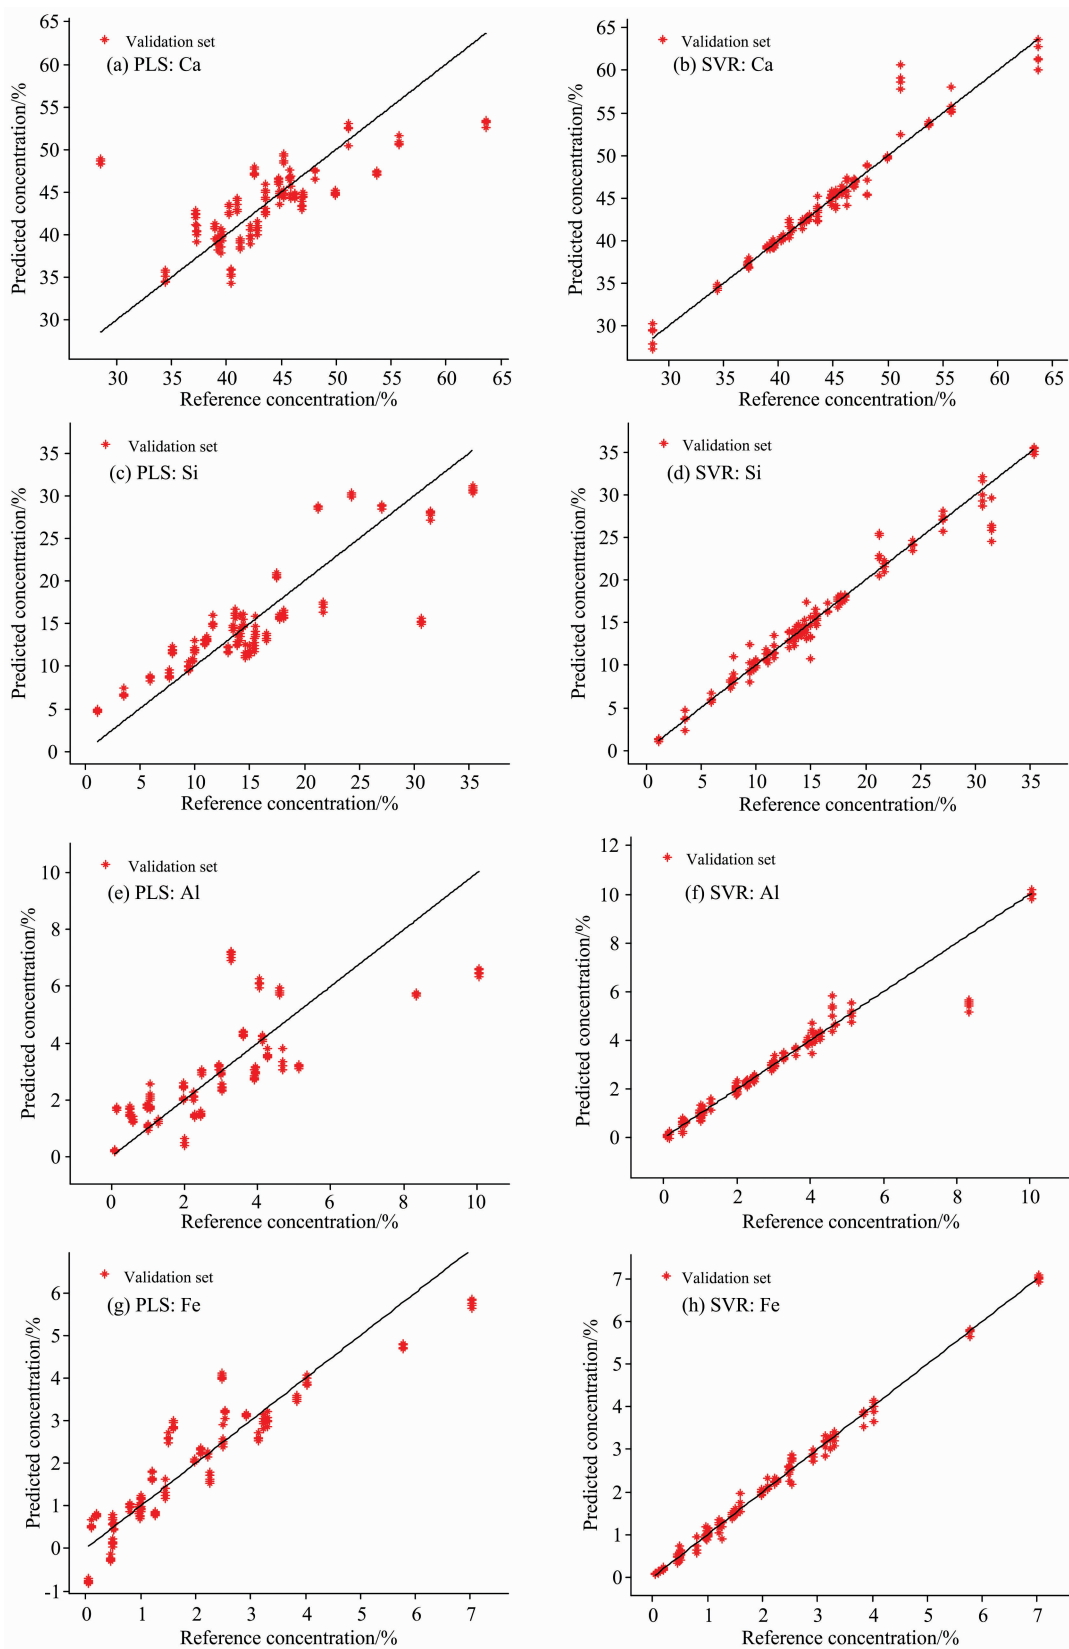 65
60
55
50
45
40
35
30
Predicted concentration/%
Validation set
(a) PLS: Ca
30 35 40 45 50 55 60 65
Reference concentration/%
65
60
55
50
45
40
35
30
Predicted concentration/%
Validation set
(b) SVR: Ca
30 35 40 45 50 55 60 65
Reference concentration/%
35
30
25
20
15
10
5
0
Predicted concentration/%
Validation set
(c) PLS: Si
0 5 10 15 20 25 30 35
Reference concentration/%
35
30
25
20
15
10
5
0
Predicted concentration/%
Validation set
(d) SVR: Si
0 5 10 15 20 25 30 35
Reference concentration/%
10
8
6
4
2
0
Predicted concentration/%
Validation set
(e) PLS: Al
0 2 4 6 8 10
Reference concentration/%
12
10
8
6
4
2
0
Predicted concentration/%
Validation set
(f) SVR: Al
0 2 4 6 8 10
Reference concentration/%
6
5
4
3
2
1
0
-1
Predicted concentration/%
Validation set
(g) PLS: Fe
0 1 2 3 4 5 6 7
Reference concentration/%
7
6
5
4
3
2
1
0
Predicted concentration/%
Validation set
(h) SVR: Fe
0 1 2 3 4 5 6 7
Reference concentration/%